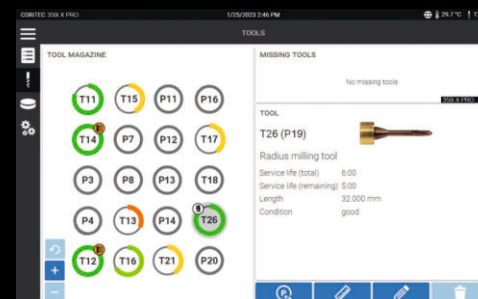 CORITEC 350i X PRO 1/25/2023 2:46 PM 29.7 °C
TOOLS
TOOL MAGAZINE
T11 T15 P11 P16
T14 P7 P12 T17
P3 P8 P13 T18
P4 T13 P14 T26
T12 T16 T21 P20
MISSING TOOLS
No missing tools
350i X PRO
TOOL
T26 (P19)
Radius milling tool
Service life (total) 6:00
Service life (remaining) 5:00
Length 32.000 mm
Condition good